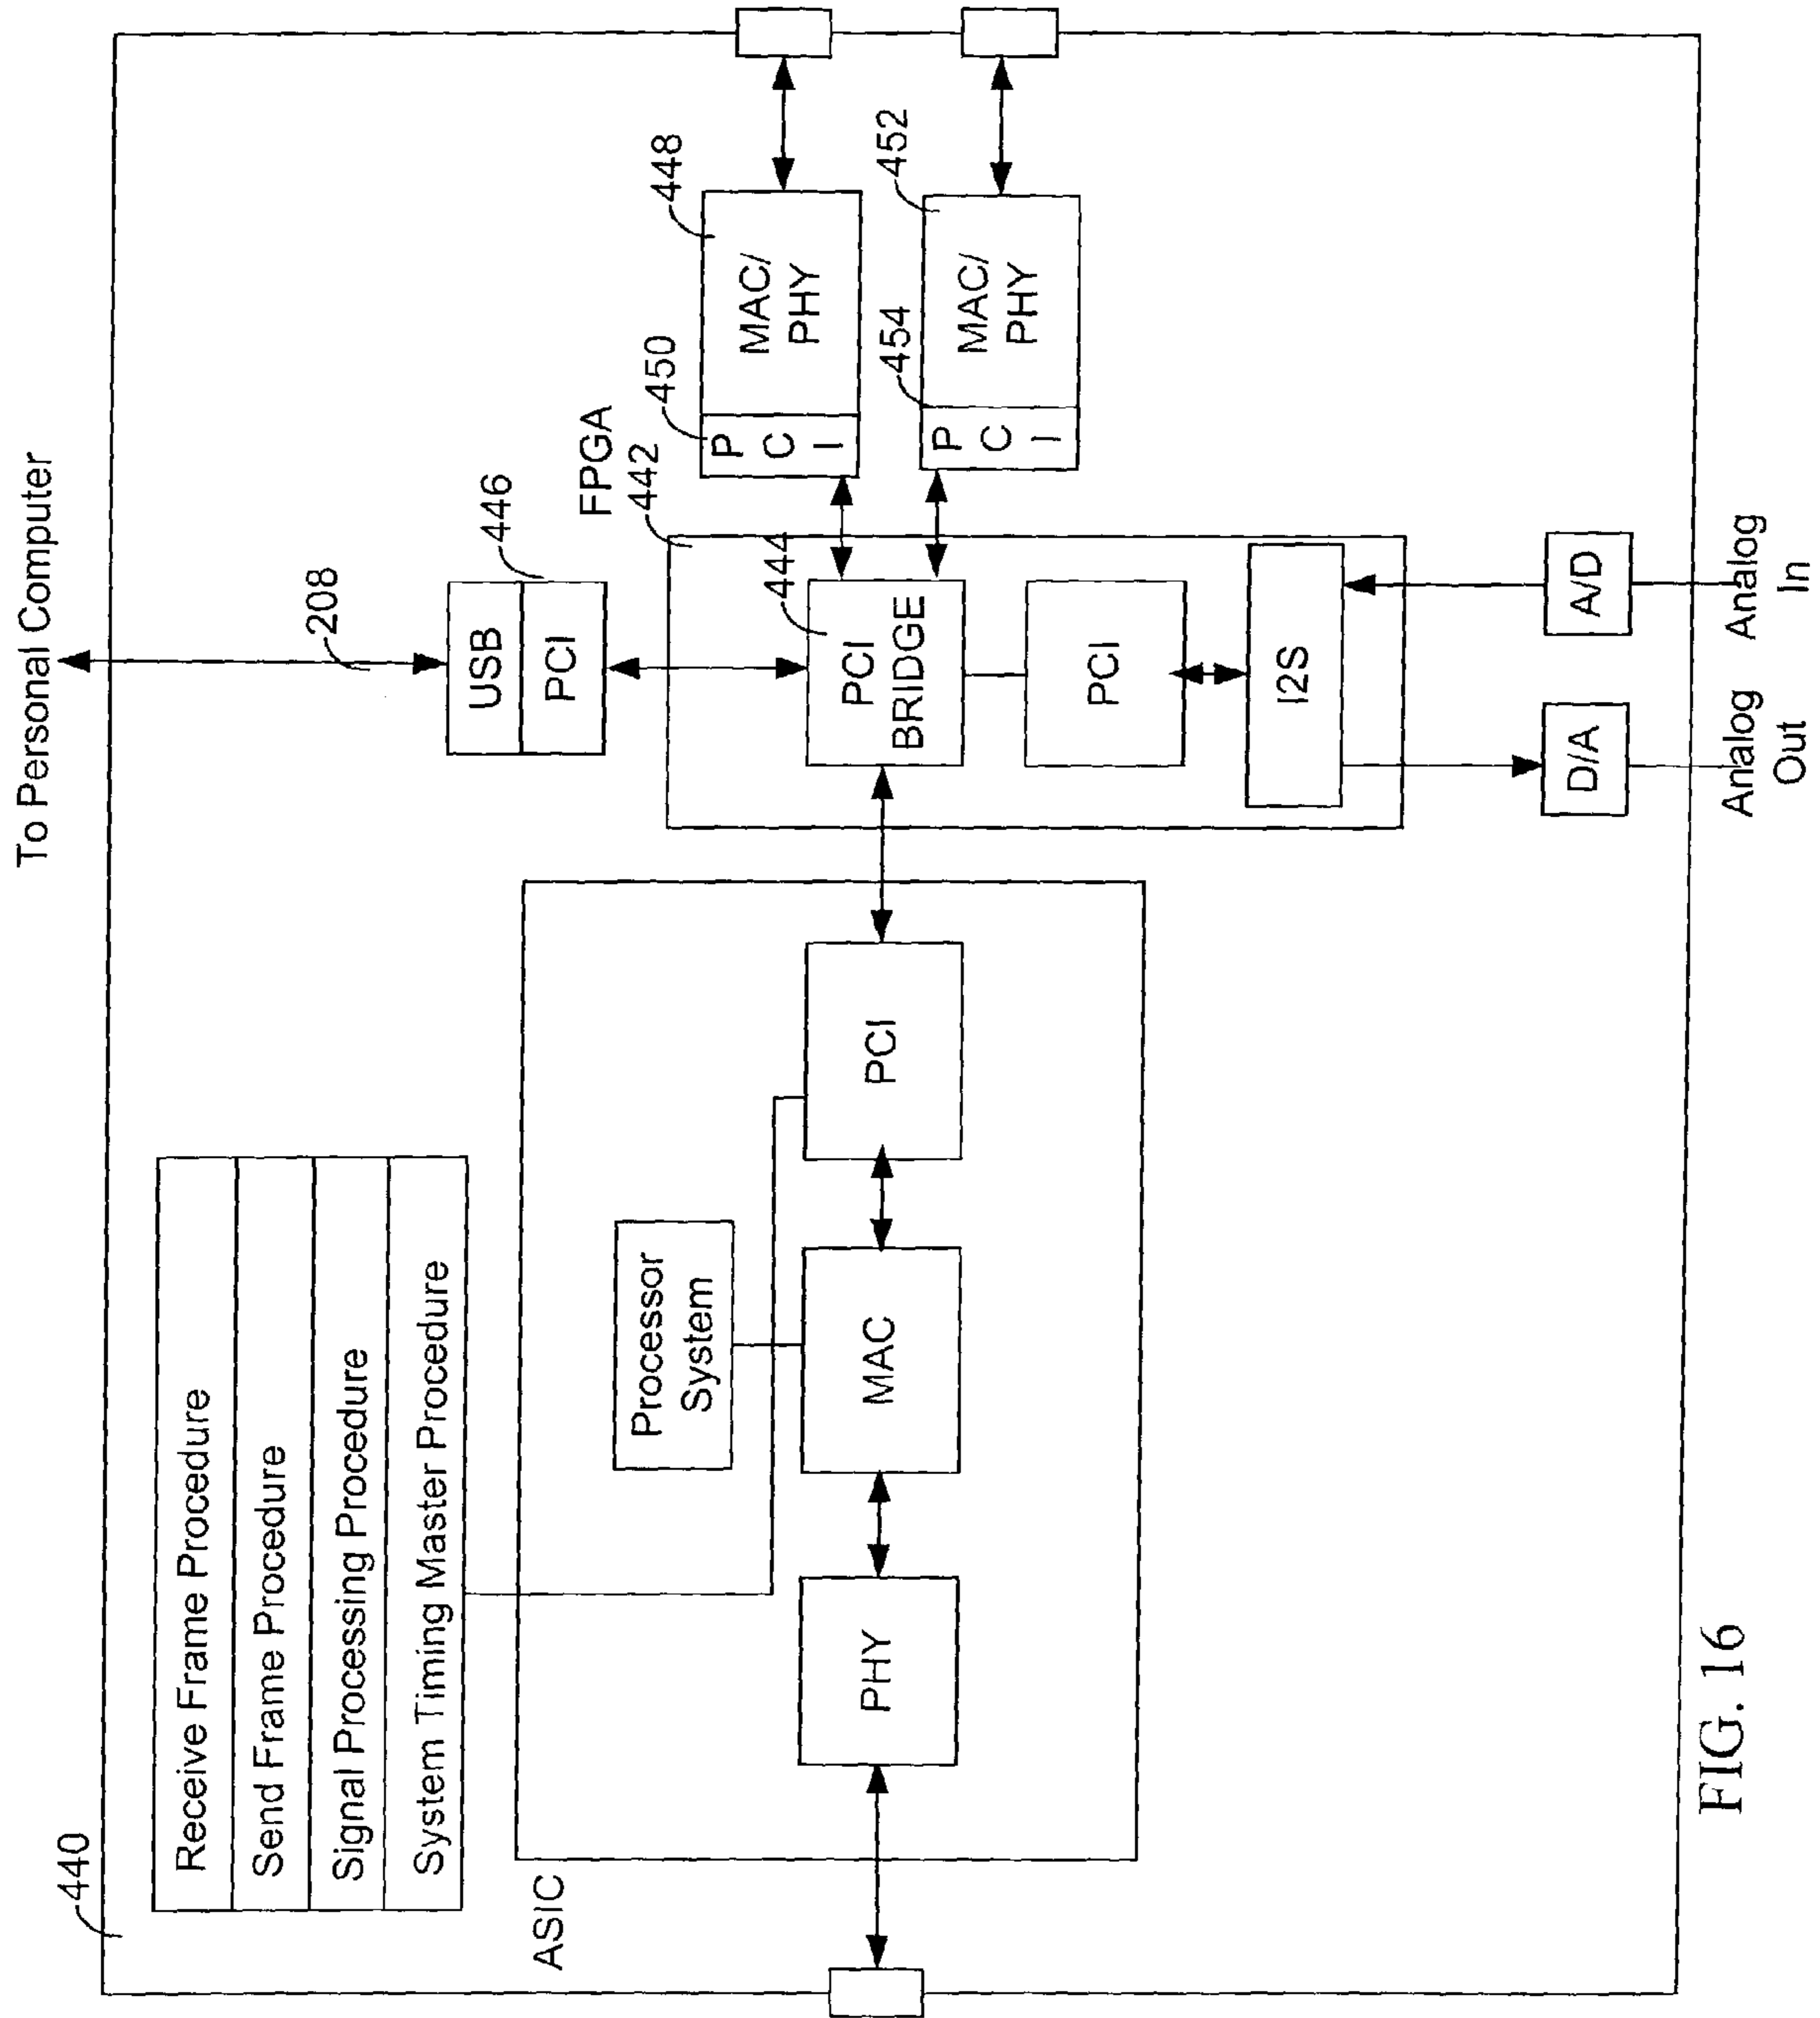 To Personal Computer
208
440
Receive Frame Procedure
Send Frame Procedure
Signal Processing Procedure
System Timing Master Procedure
ASIC
Processor
System
PHY
MAC
PCI
USB
PCI
446
FPGA
442
444
PCI
BRIDGE
PCI
I2S
448
450
P
C
I
MAC/
PHY
452
454
P
C
I
MAC/
PHY
D/A
A/D
Analog
Out
Analog
In
FIG. 16